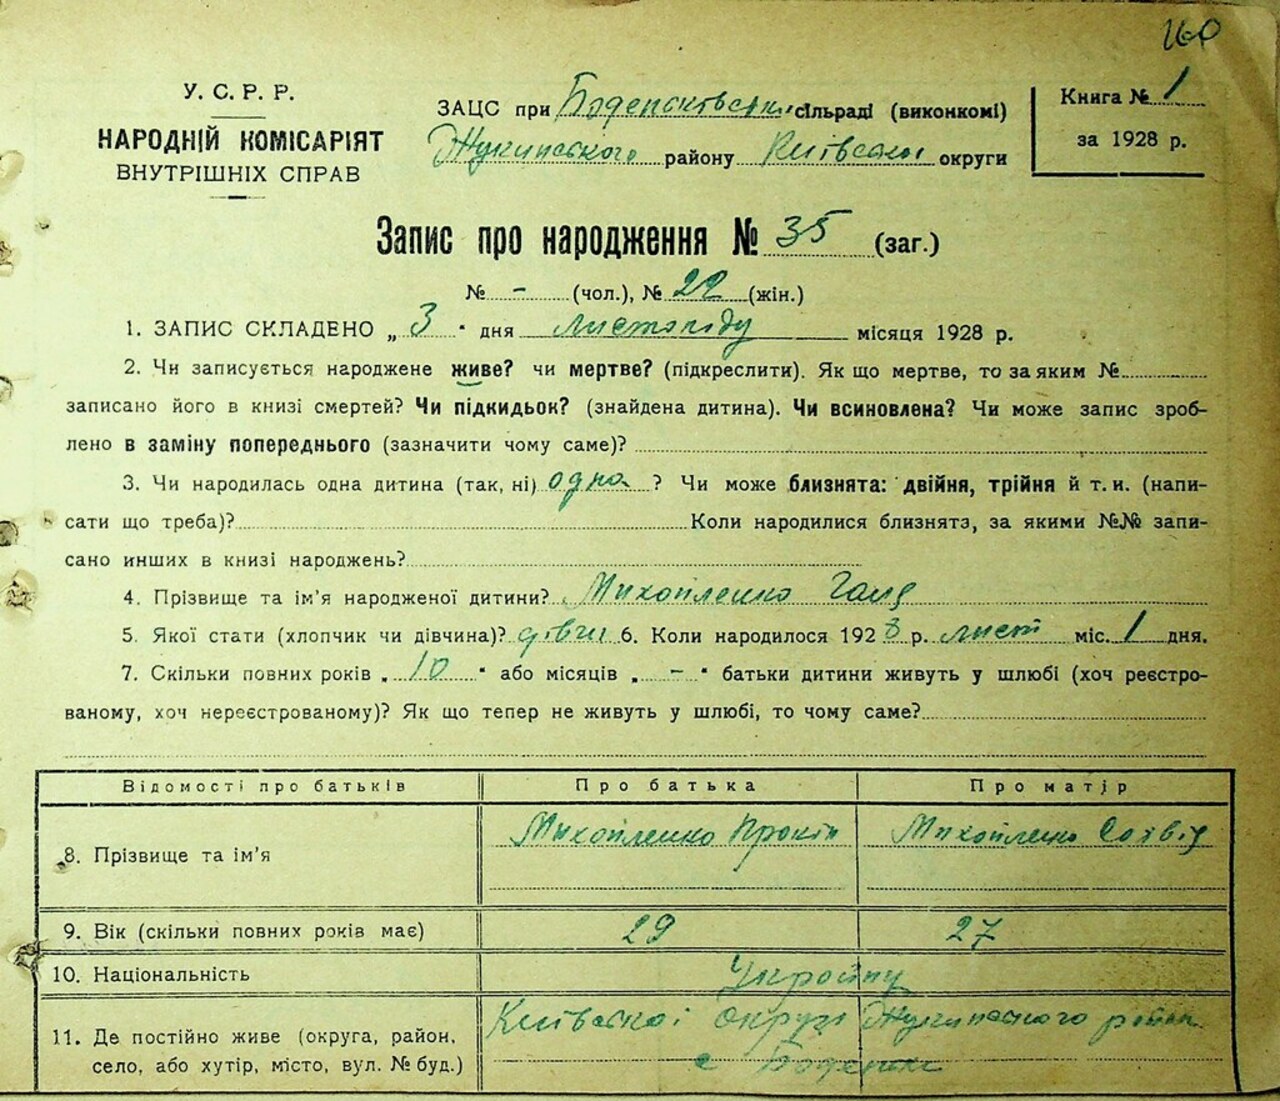 160
У. С. Р. Р.
НАРОДНІЙ КОМІСАРІЯТ
ВНУТРІШНІХ СПРАВ
ЗАЦС при Боденьковській сільраді (виконкомі)
Жукинського району Київської округи
Книга № 1
за 1928 р.
Запис про народження № 35 (заг.)
№ - (чол.), № 22 (жін.)
1. ЗАПИС СКЛАДЕНО „ 3 " дня листопаду місяця 1928 р.
2. Чи записується народжене живе? чи мертве? (підкреслити). Як що мертве, то за яким №
записано його в книзі смертей? Чи підкидьок? (знайдена дитина). Чи всиновлена? Чи може запис зроб-
лено в заміну попереднього (зазначити чому саме)?
3. Чи народилась одна дитина (так, ні) одна ? Чи може близнята: двійня, трійня й т. и. (напи-
сати що треба)? Коли народилися близнята, за якими №№ запи-
сано инших в книзі народжень?
4. Прізвище та ім'я народженої дитини? Михойленко Галя
5. Якої стати (хлопчик чи дівчина)? дівчи 6. Коли народилося 1928 р. лист міс. 1 дня.
7. Скільки повних років „ 10 " або місяців „ - " батьки дитини живуть у шлюбі (хоч реєстро-
ваному, хоч нереєстрованому)? Як що тепер не живуть у шлюбі, то чому саме?
Відомості про батьків Про батька Про матір
8. Прізвище та ім'я Михойленко Прокіп Михойленко
9. Вік (скільки повних років має) 29 27
10. Національність
11. Де постійно живе (округа, район, Київської округи Жукинського район
село, або хутір, місто, вул. № буд.) с Боденьки